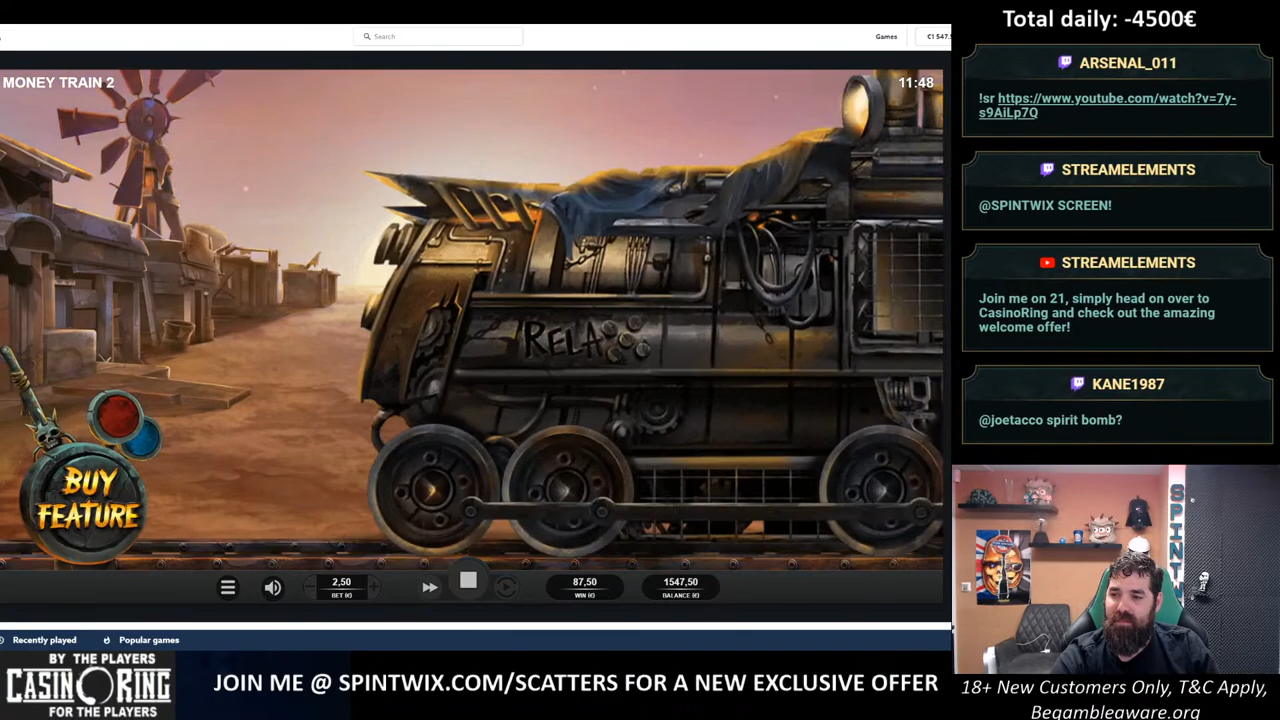 Total daily: -4500€
Search
Games
€1 547.5
MONEY TRAIN 2
11:48
ARSENAL_011
!sr https://www.youtube.com/watch?v=7y-
s9AiLp7Q
STREAMELEMENTS
@SPINTWIX SCREEN!
STREAMELEMENTS
Join me on 21, simply head on over to
CasinoRing and check out the amazing
welcome offer!
KANE1987
@joetacco spirit bomb?
RELA
BUY
FEATURE
2,50
BET (€)
87,50
WIN (€)
1547,50
BALANCE (€)
SPINT
Recently played
Popular games
BY THE PLAYERS
CASINO RING
FOR THE PLAYERS
JOIN ME @ SPINTWIX.COM/SCATTERS FOR A NEW EXCLUSIVE OFFER
18+ New Customers Only, T&C Apply,
Begambleaware.org